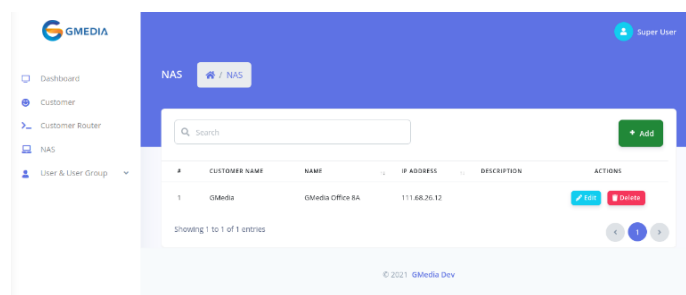 GMEDIA
Super User
Dashboard
Customer
Customer Router
NAS
User & User Group
NAS
/ NAS
Search
+ Add
# CUSTOMER NAME NAME IP ADDRESS DESCRIPTION ACTIONS
1 GMedia GMedia Office 8A 111.68.26.12 Edit Delete
Showing 1 to 1 of 1 entries
< 1 >
© 2021 GMedia Dev